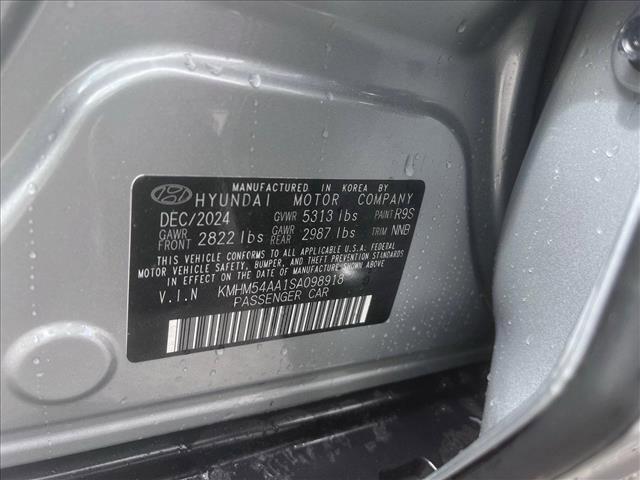 MANUFACTURED IN KOREA BY
HYUNDAI MOTOR COMPANY
DEC/2024 GVWR 5313 lbs PAINT R9S
GAWR FRONT 2822 lbs GAWR REAR 2987 lbs TRIM NNB
THIS VEHICLE CONFORMS TO ALL APPLICABLE U.S.A. FEDERAL
MOTOR VEHICLE SAFETY, BUMPER, AND THEFT PREVENTION STANDARDS
IN EFFECT ON THE DATE OF MANUFACTURE SHOWN ABOVE.
V.I.N KMHM54AA1SA098918
PASSENGER CAR